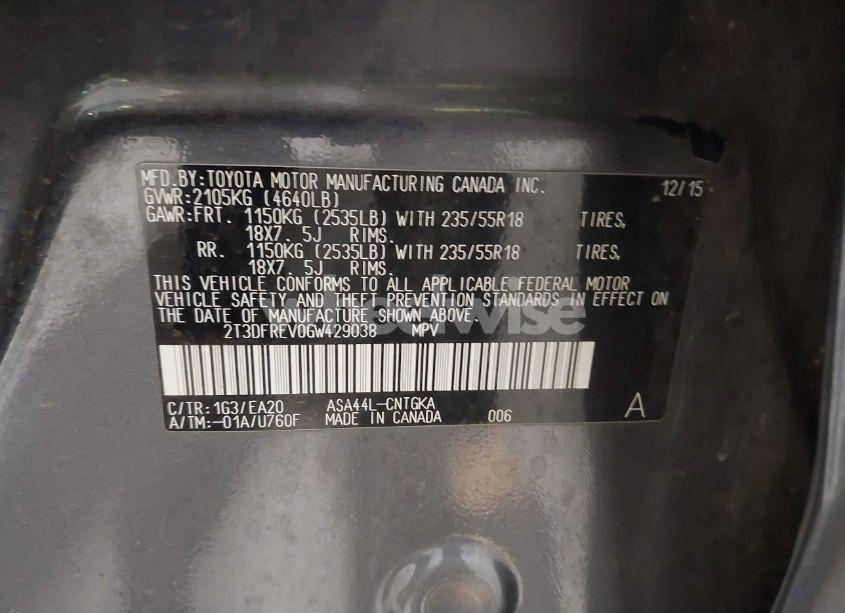 MFD.BY:TOYOTA MOTOR MANUFACTURING CANADA INC. 12/15
GVWR:2105KG (4640LB)
GAWR:FRT. 1150KG (2535LB) WITH 235/55R18 TIRES,
18X7. 5J RIMS.
RR. 1150KG (2535LB) WITH 235/55R18 TIRES,
18X7. 5J RIMS.
THIS VEHICLE CONFORMS TO ALL APPLICABLE FEDERAL MOTOR
VEHICLE SAFETY AND THEFT PREVENTION STANDARDS IN EFFECT ON
THE DATE OF MANUFACTURE SHOWN ABOVE.
2T3DFREV0GW429038 MPV
C/TR:1G3/EA20 ASA44L-CNTGKA
A/TM:-01A/U760F MADE IN CANADA 006 A